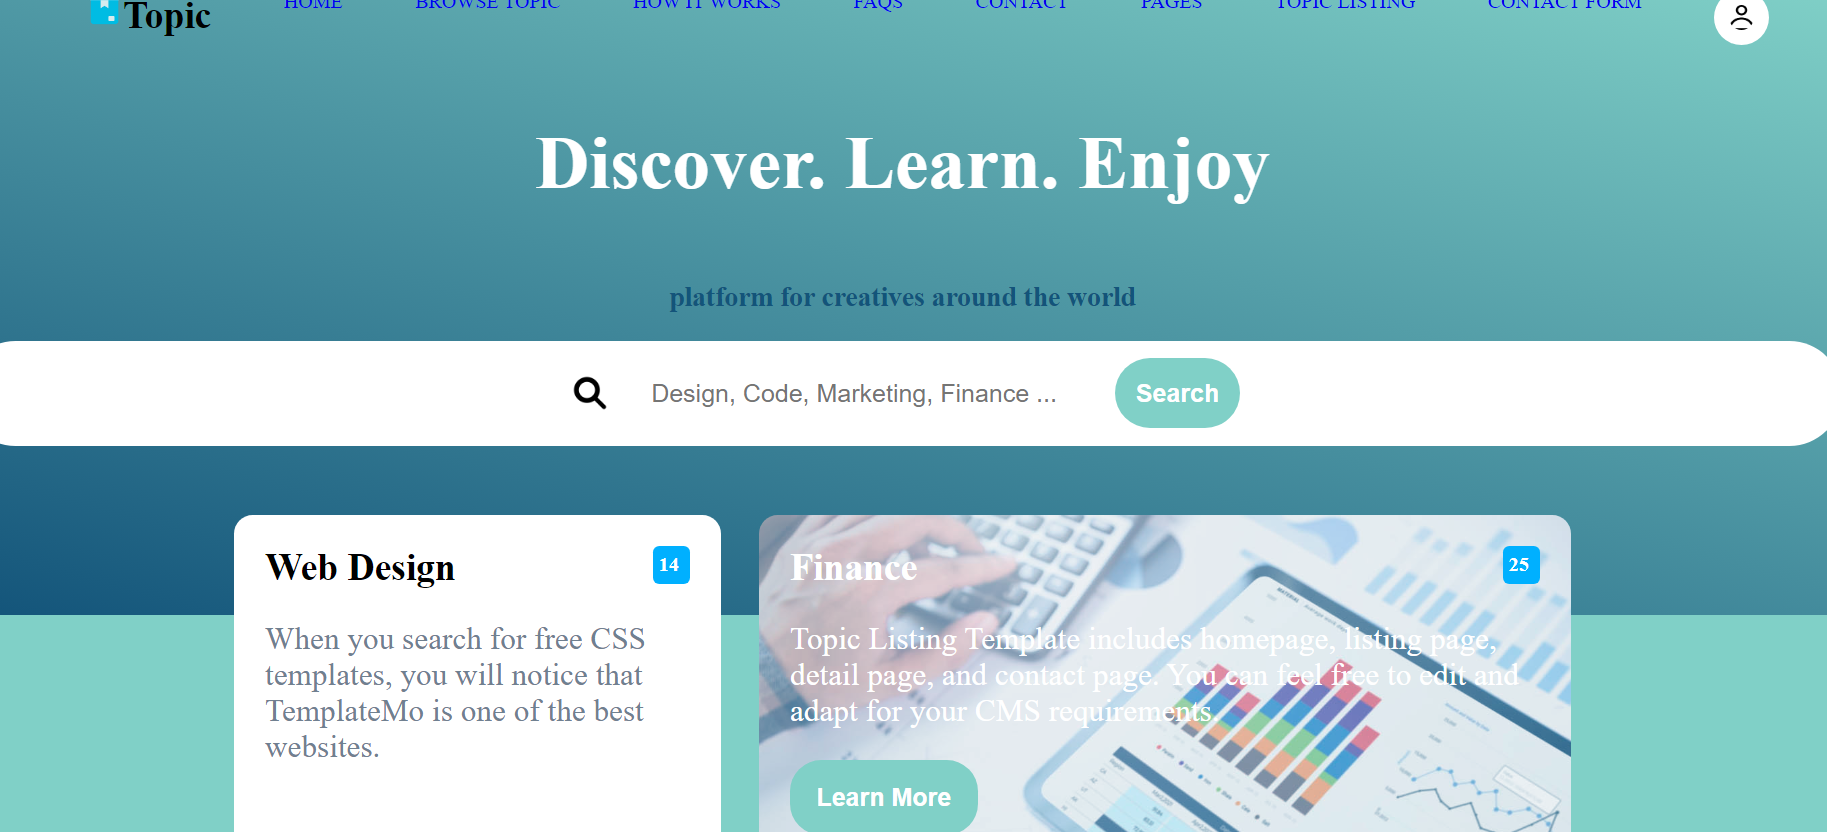 Topic
HOME BROWSE TOPIC HOW IT WORKS FAQS CONTACT PAGES TOPIC LISTING CONTACT FORM
Discover. Learn. Enjoy
platform for creatives around the world
Design, Code, Marketing, Finance ... Search
Web Design 14
When you search for free CSS
templates, you will notice that
TemplateMo is one of the best
websites.
Finance 25
Topic Listing Template includes homepage, listing page,
detail page, and contact page. You can feel free to edit and
adapt for your CMS requirements.
Learn More